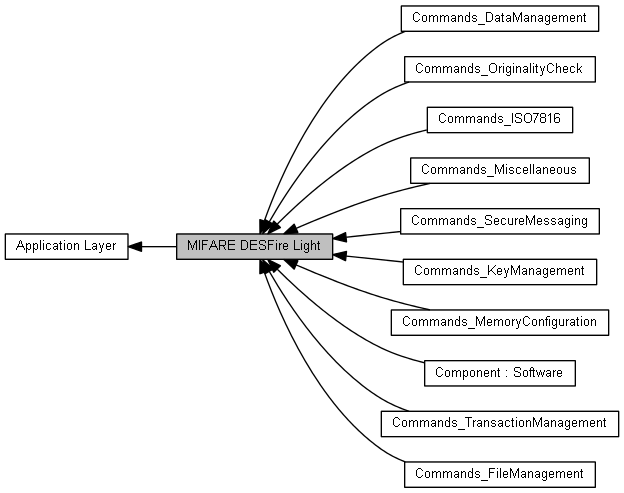 Commands_DataManagement
Commands_OriginalityCheck
Commands_ISO7816
Commands_Miscellaneous
Commands_SecureMessaging
Application Layer
MIFARE DESFire Light
Commands_KeyManagement
Commands_MemoryConfiguration
Component : Software
Commands_TransactionManagement
Commands_FileManagement